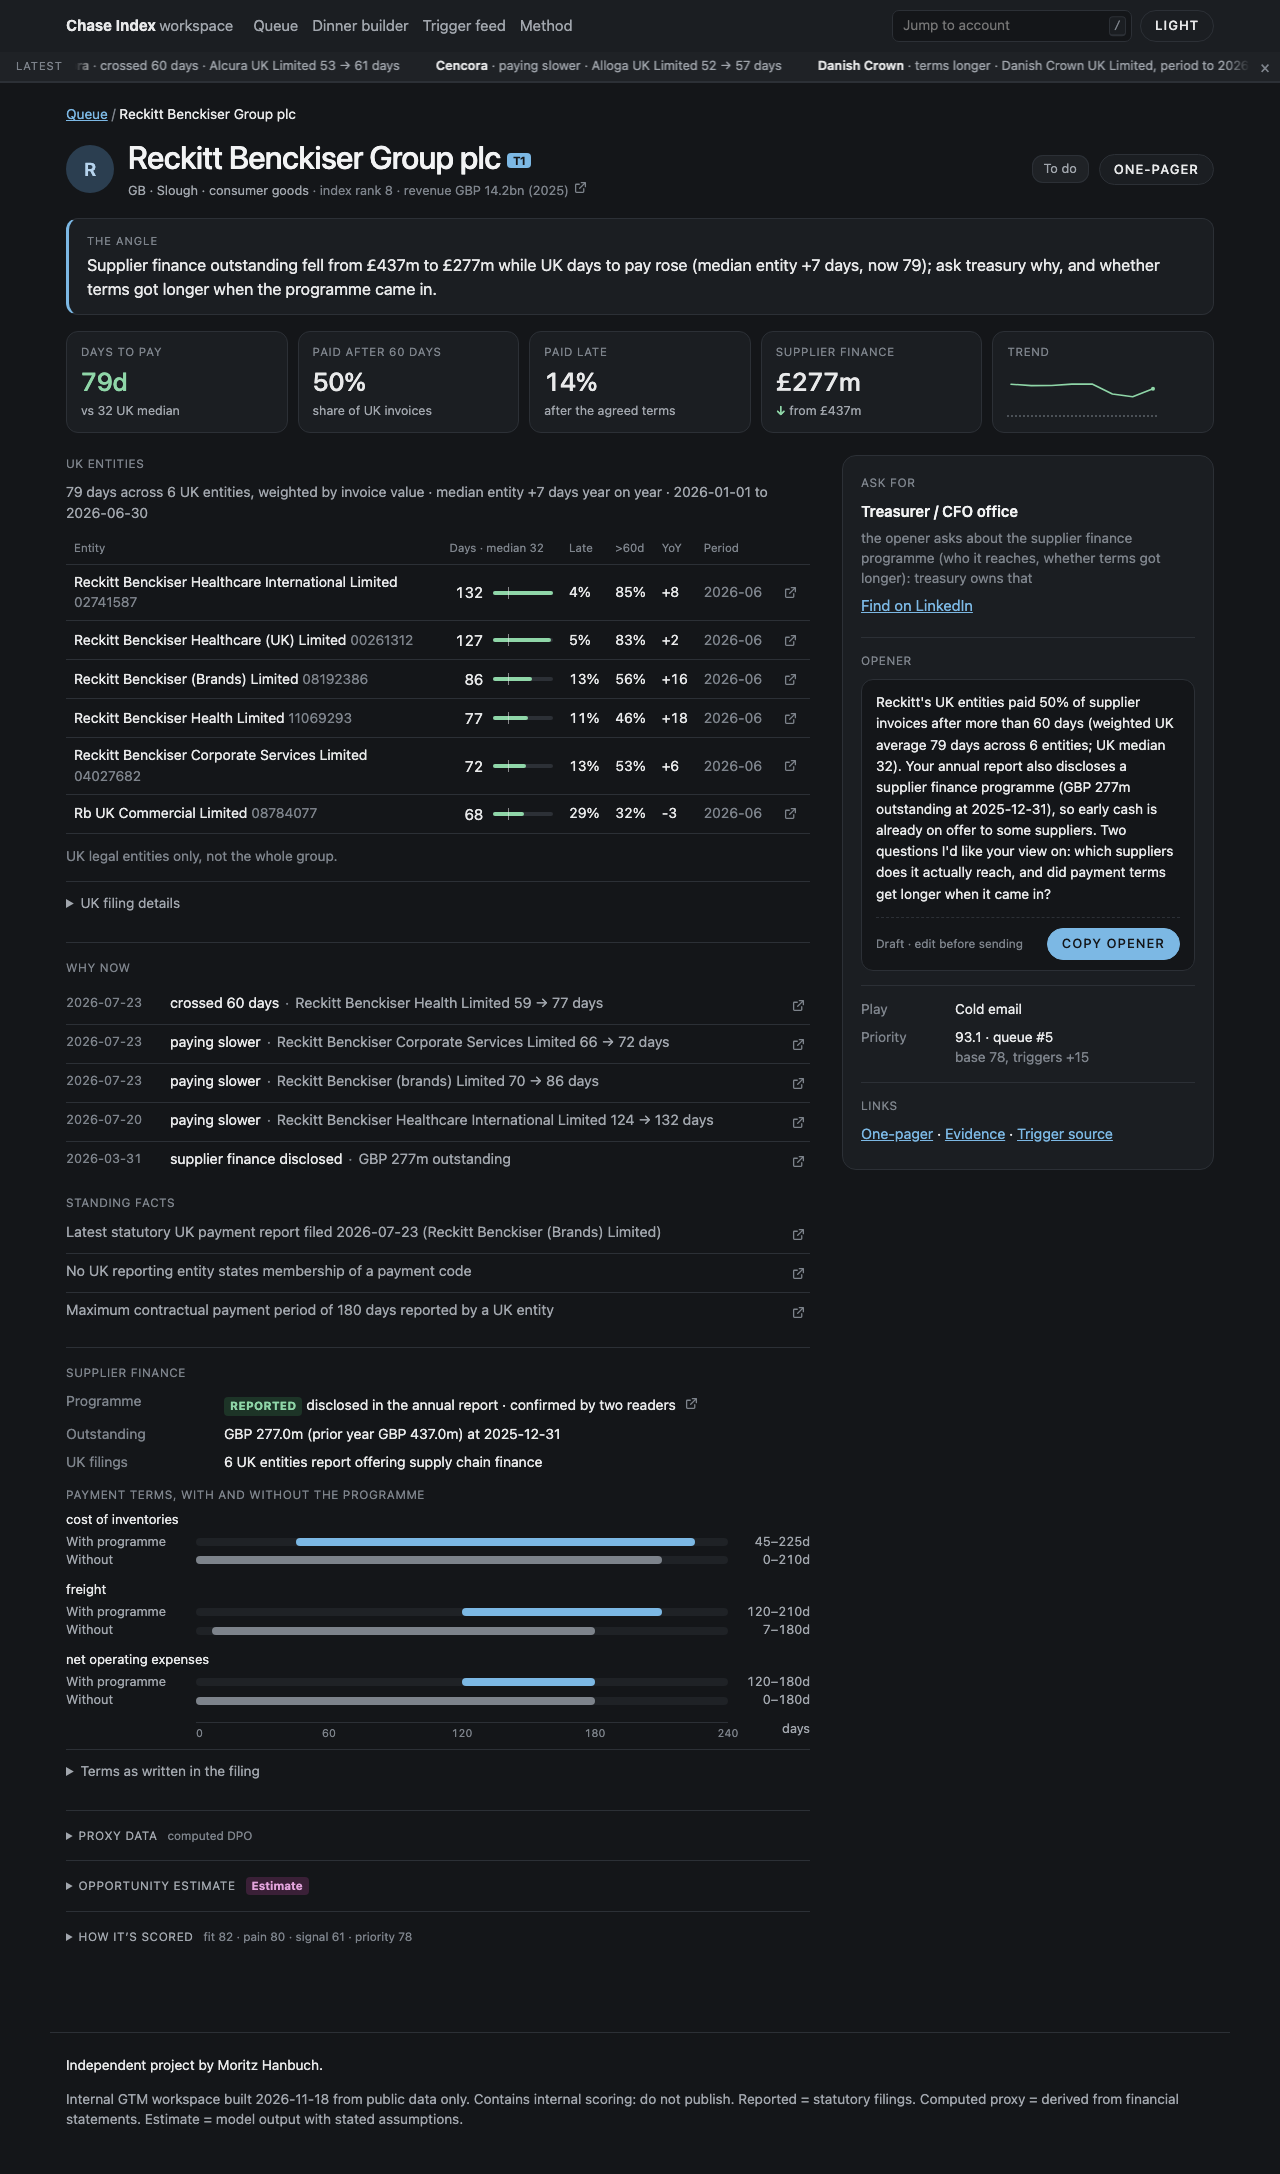 Chase Index workspace Queue Dinner builder Trigger feed Method Jump to account / LIGHT
LATEST · crossed 60 days · Alcura UK Limited 53 → 61 days Cencora · paying slower · Alloga UK Limited 52 → 57 days Danish Crown · terms longer · Danish Crown UK Limited, period to 2026 ×
Queue / Reckitt Benckiser Group plc
R
Reckitt Benckiser Group plc T1
GB · Slough · consumer goods · index rank 8 · revenue GBP 14.2bn (2025)
To do ONE-PAGER
THE ANGLE
Supplier finance outstanding fell from £437m to £277m while UK days to pay rose (median entity +7 days, now 79); ask treasury why, and whether
terms got longer when the programme came in.
DAYS TO PAY
79d
vs 32 UK median
PAID AFTER 60 DAYS
50%
share of UK invoices
PAID LATE
14%
after the agreed terms
SUPPLIER FINANCE
£277m
↓ from £437m
TREND
UK ENTITIES
79 days across 6 UK entities, weighted by invoice value · median entity +7 days year on year · 2026-01-01 to
2026-06-30
Entity Days · median 32 Late >60d YoY Period
Reckitt Benckiser Healthcare International Limited
02741587 132 4% 85% +8 2026-06
Reckitt Benckiser Healthcare (UK) Limited 00261312 127 5% 83% +2 2026-06
Reckitt Benckiser (Brands) Limited 08192386 86 13% 56% +16 2026-06
Reckitt Benckiser Health Limited 11069293 77 11% 46% +18 2026-06
Reckitt Benckiser Corporate Services Limited
04027682 72 13% 53% +6 2026-06
Rb UK Commercial Limited 08784077 68 29% 32% -3 2026-06
UK legal entities only, not the whole group.
▶ UK filing details
WHY NOW
2026-07-23 crossed 60 days · Reckitt Benckiser Health Limited 59 → 77 days
2026-07-23 paying slower · Reckitt Benckiser Corporate Services Limited 66 → 72 days
2026-07-23 paying slower · Reckitt Benckiser (brands) Limited 70 → 86 days
2026-07-20 paying slower · Reckitt Benckiser Healthcare International Limited 124 → 132 days
2026-03-31 supplier finance disclosed · GBP 277m outstanding
STANDING FACTS
Latest statutory UK payment report filed 2026-07-23 (Reckitt Benckiser (Brands) Limited)
No UK reporting entity states membership of a payment code
Maximum contractual payment period of 180 days reported by a UK entity
SUPPLIER FINANCE
Programme REPORTED disclosed in the annual report · confirmed by two readers
Outstanding GBP 277.0m (prior year GBP 437.0m) at 2025-12-31
UK filings 6 UK entities report offering supply chain finance
PAYMENT TERMS, WITH AND WITHOUT THE PROGRAMME
cost of inventories
With programme 45–225d
Without 0–210d
freight
With programme 120–210d
Without 7–180d
net operating expenses
With programme 120–180d
Without 0–180d
0 60 120 180 240 days
▶ Terms as written in the filing
▶ PROXY DATA computed DPO
▶ OPPORTUNITY ESTIMATE Estimate
▶ HOW IT'S SCORED fit 82 · pain 80 · signal 61 · priority 78
ASK FOR
Treasurer / CFO office
the opener asks about the supplier finance
programme (who it reaches, whether terms got
longer): treasury owns that
Find on LinkedIn
OPENER
Reckitt's UK entities paid 50% of supplier
invoices after more than 60 days (weighted UK
average 79 days across 6 entities; UK median
32). Your annual report also discloses a
supplier finance programme (GBP 277m
outstanding at 2025-12-31), so early cash is
already on offer to some suppliers. Two
questions I'd like your view on: which suppliers
does it actually reach, and did payment terms
get longer when it came in?
Draft · edit before sending COPY OPENER
Play Cold email
Priority 93.1 · queue #5
base 78, triggers +15
LINKS
One-pager · Evidence · Trigger source
Independent project by Moritz Hanbuch.
Internal GTM workspace built 2026-11-18 from public data only. Contains internal scoring: do not publish. Reported = statutory filings. Computed proxy = derived from financial
statements. Estimate = model output with stated assumptions.